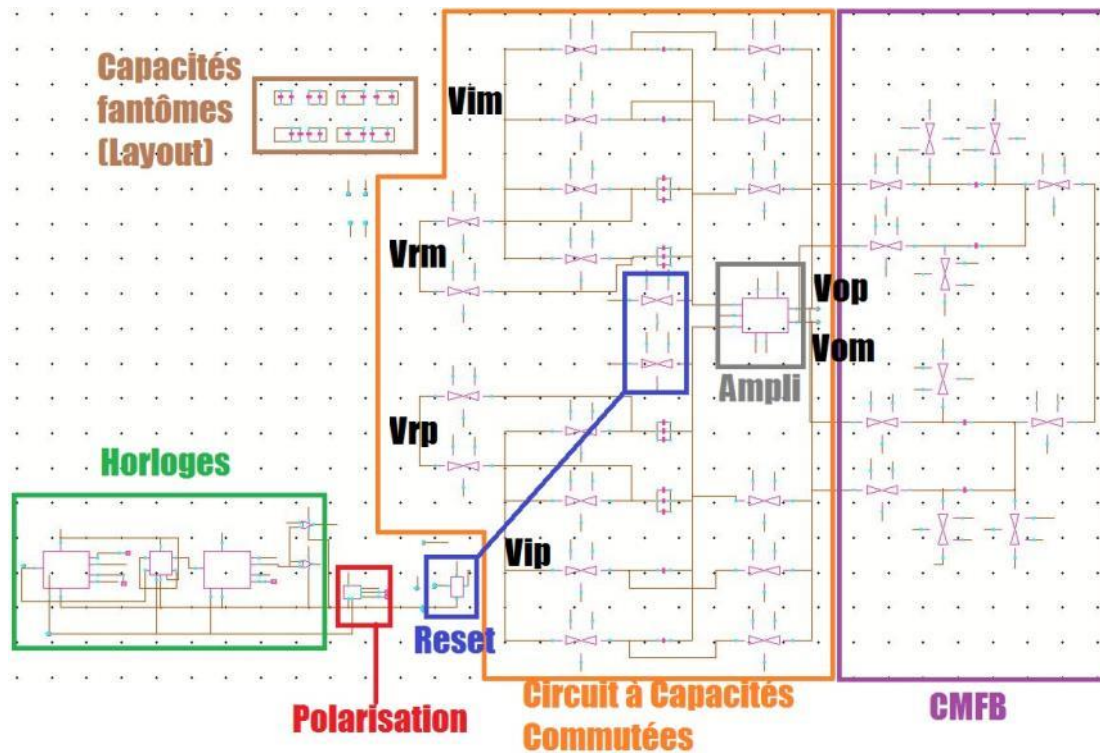 Capacités
fantômes
(Layout)
Vim
Vrm
Vop
Vom
Ampli
Vrp
Horloges
Vip
Reset
Polarisation
Circuit à Capacités
Commutées
CMFB